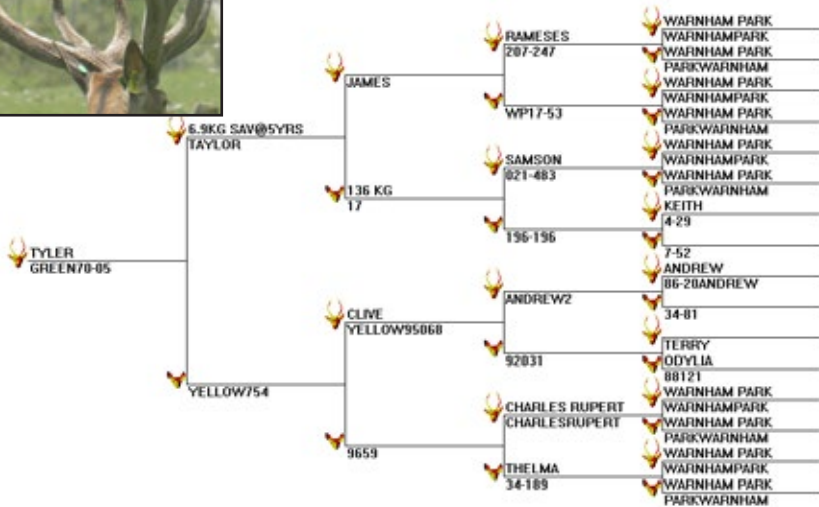 TYLER
GREEN70-05
6.9KG SAV@5YRS
TAYLOR
YELLOW754
JAMES
136 KG
17
CLIVE
YELLOW95068
9659
RAMESES
207-247
WP17-53
SAMSON
021-483
196-196
ANDREW2
92031
CHARLES RUPERT
CHARLESRUPERT
THELMA
34-189
WARNHAM PARK
WARNHAMPARK
WARNHAM PARK
PARKWARNHAM
WARNHAM PARK
WARNHAMPARK
WARNHAM PARK
PARKWARNHAM
WARNHAM PARK
WARNHAMPARK
WARNHAM PARK
PARKWARNHAM
KEITH
4-29
7-52
ANDREW
86-20ANDREW
34-81
TERRY
ODYLIA
88121
WARNHAM PARK
WARNHAMPARK
WARNHAM PARK
PARKWARNHAM
WARNHAM PARK
WARNHAMPARK
WARNHAM PARK
PARKWARNHAM